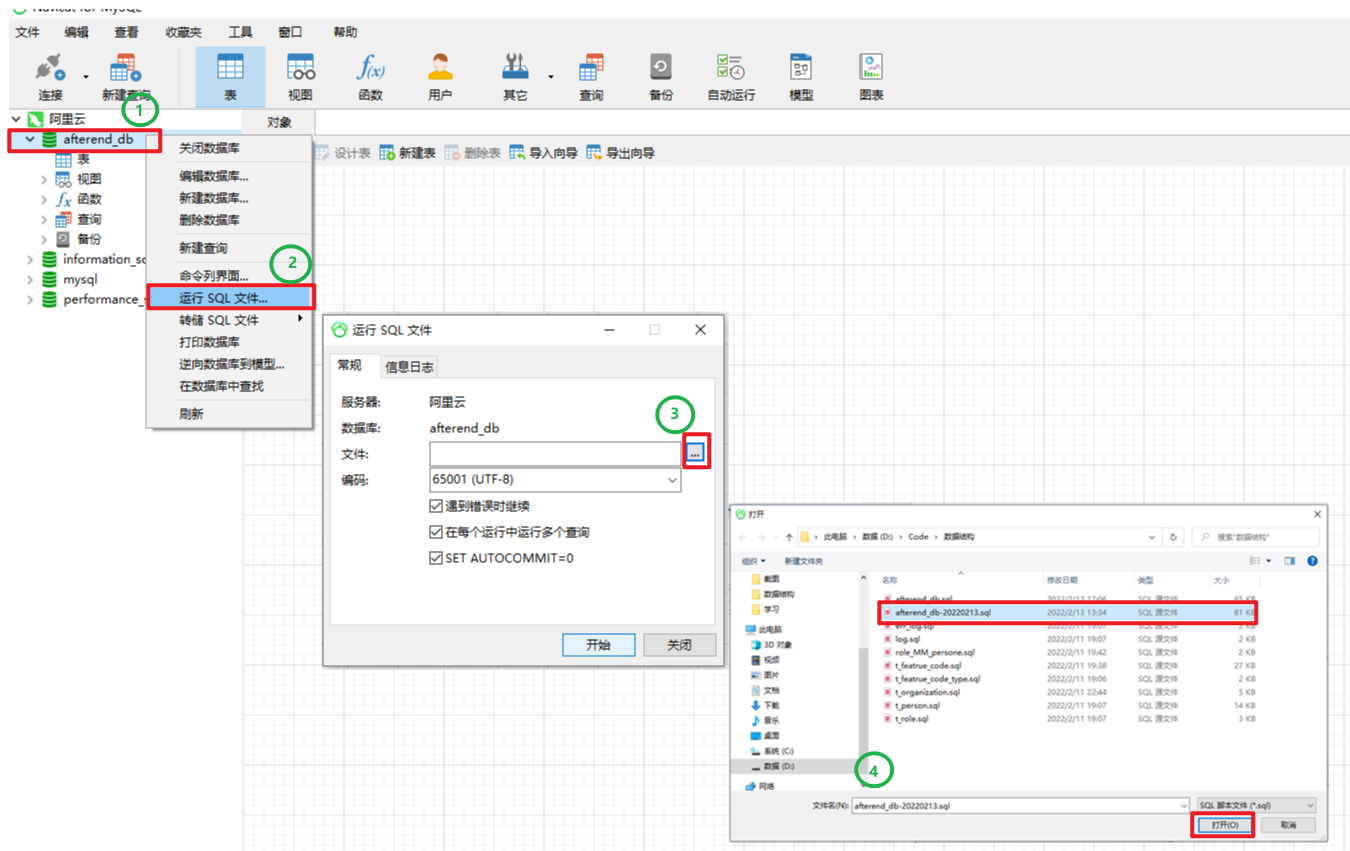 Navicat for MySQL
文件 编辑 查看 收藏夹 工具 窗口 帮助
连接 新建查询 表 视图 函数 用户 其它 查询 备份 自动运行 模型 图表
1
阿里云
对象
afterend_db
表
视图
函数
查询
备份
information_sc
mysql
performance_s
设计表 新建表 删除表 导入向导 导出向导
关闭数据库
编辑数据库...
新建数据库...
删除数据库
新建查询
2
命令列界面...
运行 SQL 文件...
转储 SQL 文件
打印数据库
逆向数据库到模型...
在数据库中查找
刷新
运行 SQL 文件
常规 信息日志
服务器: 阿里云
3
数据库: afterend_db
文件: ...
编码: 65001 (UTF-8)
遇到错误时继续
在每个运行中运行多个查询
SET AUTOCOMMIT=0
开始 关闭
打开
此电脑 › 数据 (D:) › Code › 数据结构
搜索"数据结构"
组织 新建文件夹
截图
数据结构
学习
此电脑
3D 对象
视频
图片
文档
下载
音乐
桌面
系统 (C:)
数据 (D:)
网络
名称 修改日期 类型 大小
afterend_db.sql 2022/2/12 17:06 SQL 源文件 65 KB
afterend_db-20220213.sql 2022/2/13 13:34 SQL 源文件 81 KB
err_log.sql 2022/2/11 19:07 SQL 源文件 2 KB
log.sql 2022/2/11 19:07 SQL 源文件 2 KB
role_MM_persone.sql 2022/2/11 19:42 SQL 源文件 2 KB
t_featrue_code.sql 2022/2/11 19:38 SQL 源文件 27 KB
t_featrue_code_type.sql 2022/2/11 19:06 SQL 源文件 2 KB
t_organization.sql 2022/2/11 22:44 SQL 源文件 5 KB
t_person.sql 2022/2/11 19:07 SQL 源文件 14 KB
t_role.sql 2022/2/11 19:07 SQL 源文件 3 KB
4
文件名(N): afterend_db-20220213.sql SQL 脚本文件 (*.sql)
打开(O) 取消